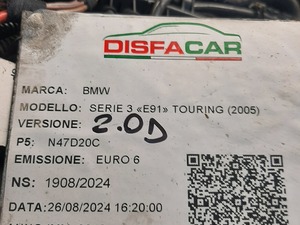 DISFACAR
MARCA: BMW
MODELLO: SERIE 3 «E91» TOURING (2005)
VERSIONE: 2.0D
P5: N47D20C
EMISSIONE: EURO 6
NS: 1908/2024
DATA:26/08/2024 16:20:00